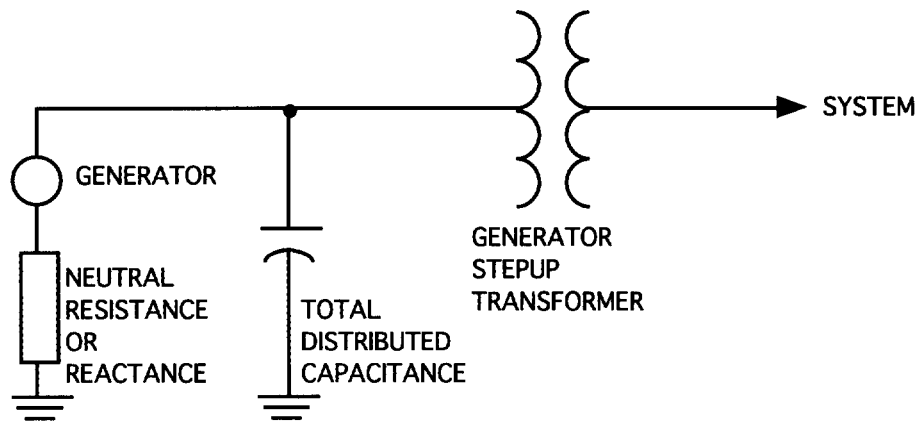 SYSTEM
GENERATOR
NEUTRAL
RESISTANCE
OR
REACTANCE
TOTAL
DISTRIBUTED
CAPACITANCE
GENERATOR
STEPUP
TRANSFORMER